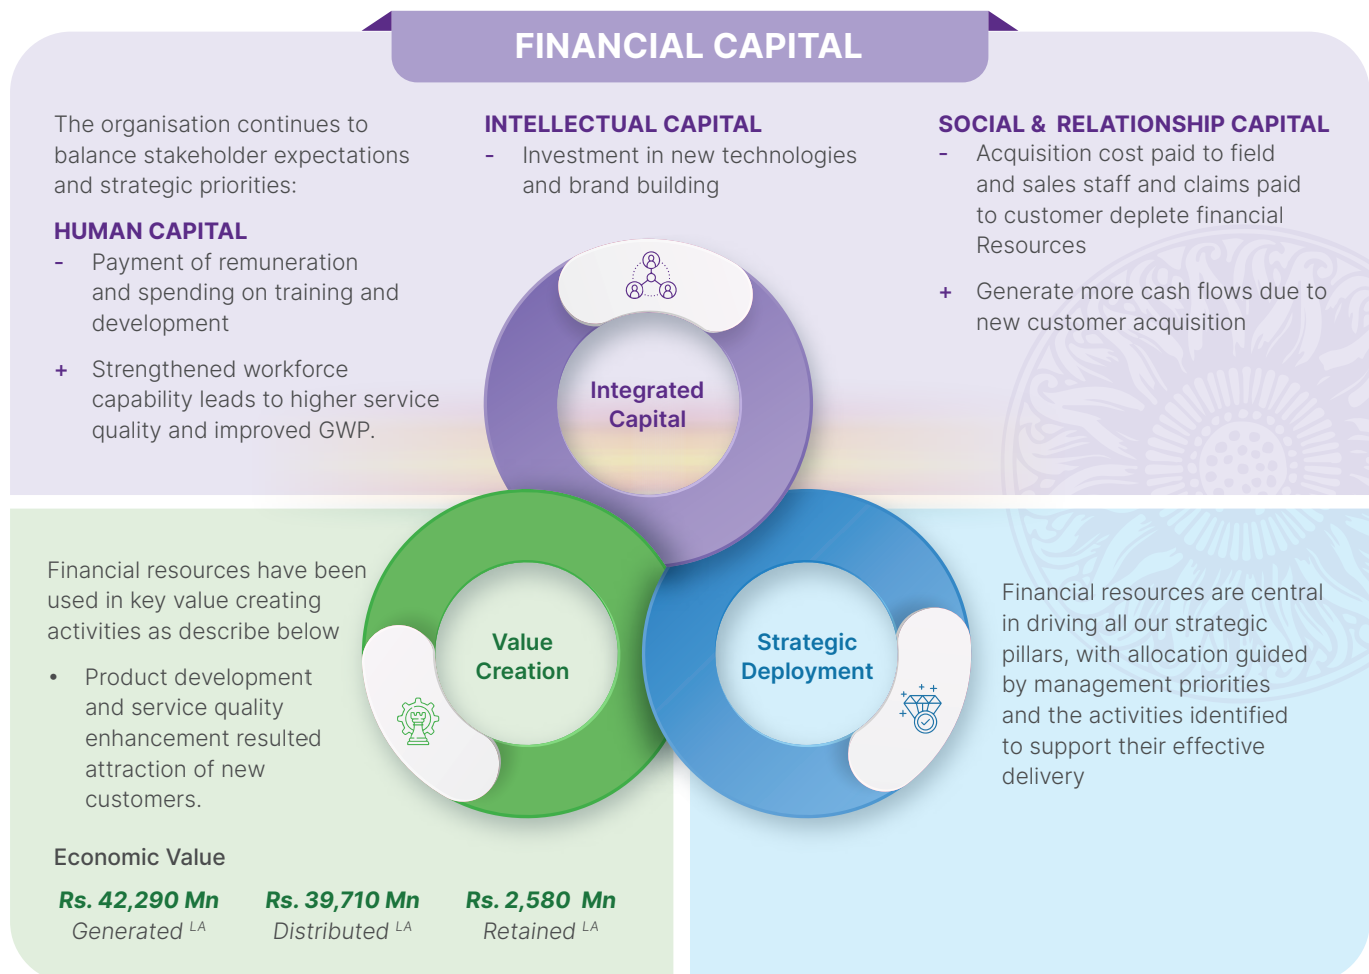 FINANCIAL CAPITAL
The organisation continues to
balance stakeholder expectations
and strategic priorities:
HUMAN CAPITAL
- Payment of remuneration
and spending on training and
development
+ Strengthened workforce
capability leads to higher service
quality and improved GWP.
INTELLECTUAL CAPITAL
- Investment in new technologies
and brand building
SOCIAL & RELATIONSHIP CAPITAL
- Acquisition cost paid to field
and sales staff and claims paid
to customer deplete financial
Resources
+ Generate more cash flows due to
new customer acquisition
Integrated
Capital
Value
Creation
Strategic
Deployment
Financial resources have been
used in key value creating
activities as describe below
• Product development
and service quality
enhancement resulted
attraction of new
customers.
Economic Value
Rs. 42,290 Mn
Generated LA
Rs. 39,710 Mn
Distributed LA
Rs. 2,580 Mn
Retained LA
Financial resources are central
in driving all our strategic
pillars, with allocation guided
by management priorities
and the activities identified
to support their effective
delivery